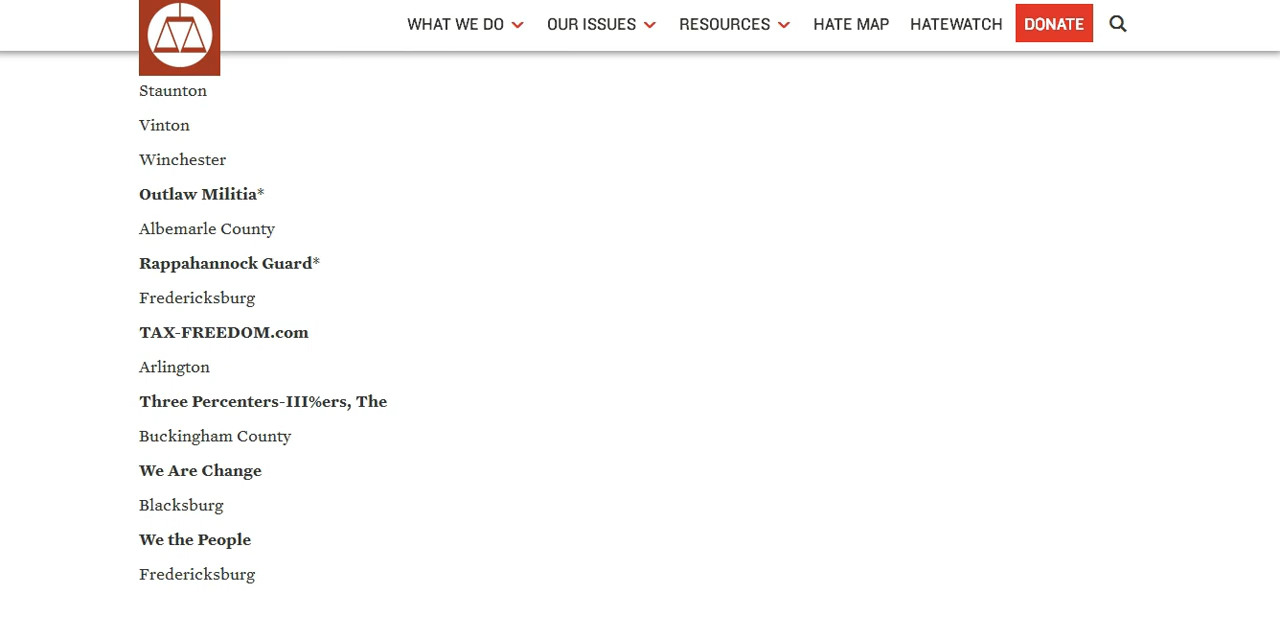 WHAT WE DO OUR ISSUES RESOURCES HATE MAP HATEWATCH DONATE
Staunton
Vinton
Winchester
Outlaw Militia*
Albemarle County
Rappahannock Guard*
Fredericksburg
TAX-FREEDOM.com
Arlington
Three Percenters-III%ers, The
Buckingham County
We Are Change
Blacksburg
We the People
Fredericksburg